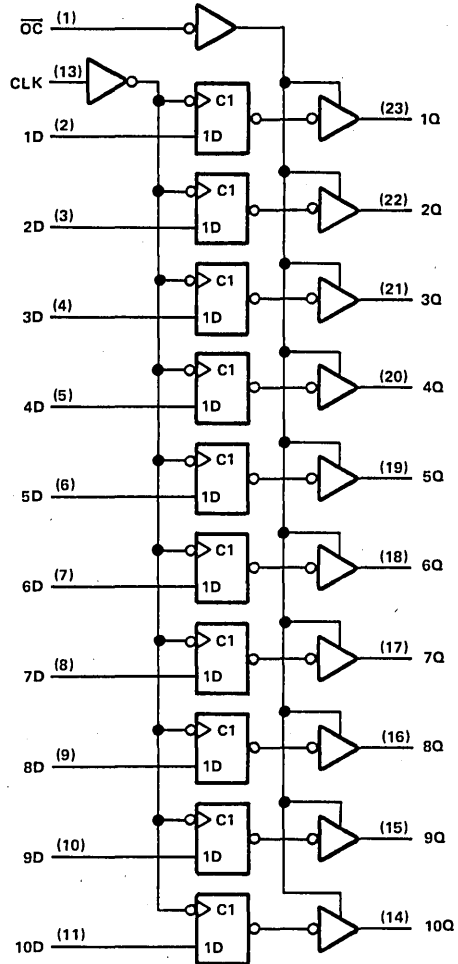 OC (1)
CLK (13)
C1
1D (2) 1D (23) 1Q
C1
2D (3) 1D (22) 2Q
C1
3D (4) 1D (21) 3Q
C1
4D (5) 1D (20) 4Q
C1
5D (6) 1D (19) 5Q
C1
6D (7) 1D (18) 6Q
C1
7D (8) 1D (17) 7Q
C1
8D (9) 1D (16) 8Q
C1
9D (10) 1D (15) 9Q
C1
10D (11) 1D (14) 10Q